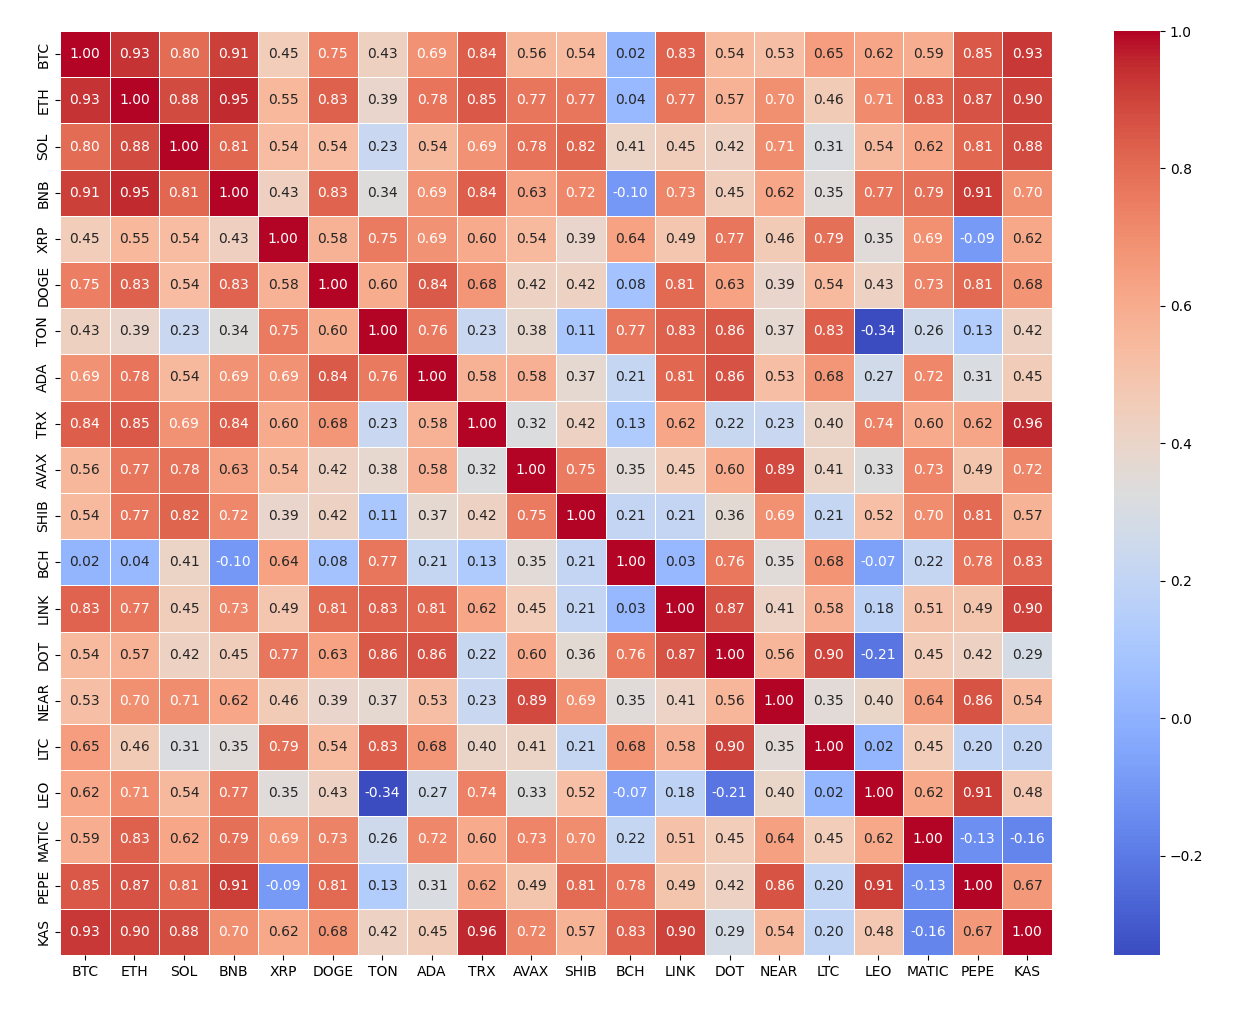 BTC 1.00 0.93 0.80 0.91 0.45 0.75 0.43 0.69 0.84 0.56 0.54 0.02 0.83 0.54 0.53 0.65 0.62 0.59 0.85 0.93
ETH 0.93 1.00 0.88 0.95 0.55 0.83 0.39 0.78 0.85 0.77 0.77 0.04 0.77 0.57 0.70 0.46 0.71 0.83 0.87 0.90
SOL 0.80 0.88 1.00 0.81 0.54 0.54 0.23 0.54 0.69 0.78 0.82 0.41 0.45 0.42 0.71 0.31 0.54 0.62 0.81 0.88
BNB 0.91 0.95 0.81 1.00 0.43 0.83 0.34 0.69 0.84 0.63 0.72 -0.10 0.73 0.45 0.62 0.35 0.77 0.79 0.91 0.70
XRP 0.45 0.55 0.54 0.43 1.00 0.58 0.75 0.69 0.60 0.54 0.39 0.64 0.49 0.77 0.46 0.79 0.35 0.69 -0.09 0.62
DOGE 0.75 0.83 0.54 0.83 0.58 1.00 0.60 0.84 0.68 0.42 0.42 0.08 0.81 0.63 0.39 0.54 0.43 0.73 0.81 0.68
TON 0.43 0.39 0.23 0.34 0.75 0.60 1.00 0.76 0.23 0.38 0.11 0.77 0.83 0.86 0.37 0.83 -0.34 0.26 0.13 0.42
ADA 0.69 0.78 0.54 0.69 0.69 0.84 0.76 1.00 0.58 0.58 0.37 0.21 0.81 0.86 0.53 0.68 0.27 0.72 0.31 0.45
TRX 0.84 0.85 0.69 0.84 0.60 0.68 0.23 0.58 1.00 0.32 0.42 0.13 0.62 0.22 0.23 0.40 0.74 0.60 0.62 0.96
AVAX 0.56 0.77 0.78 0.63 0.54 0.42 0.38 0.58 0.32 1.00 0.75 0.35 0.45 0.60 0.89 0.41 0.33 0.73 0.49 0.72
SHIB 0.54 0.77 0.82 0.72 0.39 0.42 0.11 0.37 0.42 0.75 1.00 0.21 0.21 0.36 0.69 0.21 0.52 0.70 0.81 0.57
BCH 0.02 0.04 0.41 -0.10 0.64 0.08 0.77 0.21 0.13 0.35 0.21 1.00 0.03 0.76 0.35 0.68 -0.07 0.22 0.78 0.83
LINK 0.83 0.77 0.45 0.73 0.49 0.81 0.83 0.81 0.62 0.45 0.21 0.03 1.00 0.87 0.41 0.58 0.18 0.51 0.49 0.90
DOT 0.54 0.57 0.42 0.45 0.77 0.63 0.86 0.86 0.22 0.60 0.36 0.76 0.87 1.00 0.56 0.90 -0.21 0.45 0.42 0.29
NEAR 0.53 0.70 0.71 0.62 0.46 0.39 0.37 0.53 0.23 0.89 0.69 0.35 0.41 0.56 1.00 0.35 0.40 0.64 0.86 0.54
LTC 0.65 0.46 0.31 0.35 0.79 0.54 0.83 0.68 0.40 0.41 0.21 0.68 0.58 0.90 0.35 1.00 0.02 0.45 0.20 0.20
LEO 0.62 0.71 0.54 0.77 0.35 0.43 -0.34 0.27 0.74 0.33 0.52 -0.07 0.18 -0.21 0.40 0.02 1.00 0.62 0.91 0.48
MATIC 0.59 0.83 0.62 0.79 0.69 0.73 0.26 0.72 0.60 0.73 0.70 0.22 0.51 0.45 0.64 0.45 0.62 1.00 -0.13 -0.16
PEPE 0.85 0.87 0.81 0.91 -0.09 0.81 0.13 0.31 0.62 0.49 0.81 0.78 0.49 0.42 0.86 0.20 0.91 -0.13 1.00 0.67
KAS 0.93 0.90 0.88 0.70 0.62 0.68 0.42 0.45 0.96 0.72 0.57 0.83 0.90 0.29 0.54 0.20 0.48 -0.16 0.67 1.00
BTC ETH SOL BNB XRP DOGE TON ADA TRX AVAX SHIB BCH LINK DOT NEAR LTC LEO MATIC PEPE KAS
1.0
0.8
0.6
0.4
0.2
0.0
−0.2